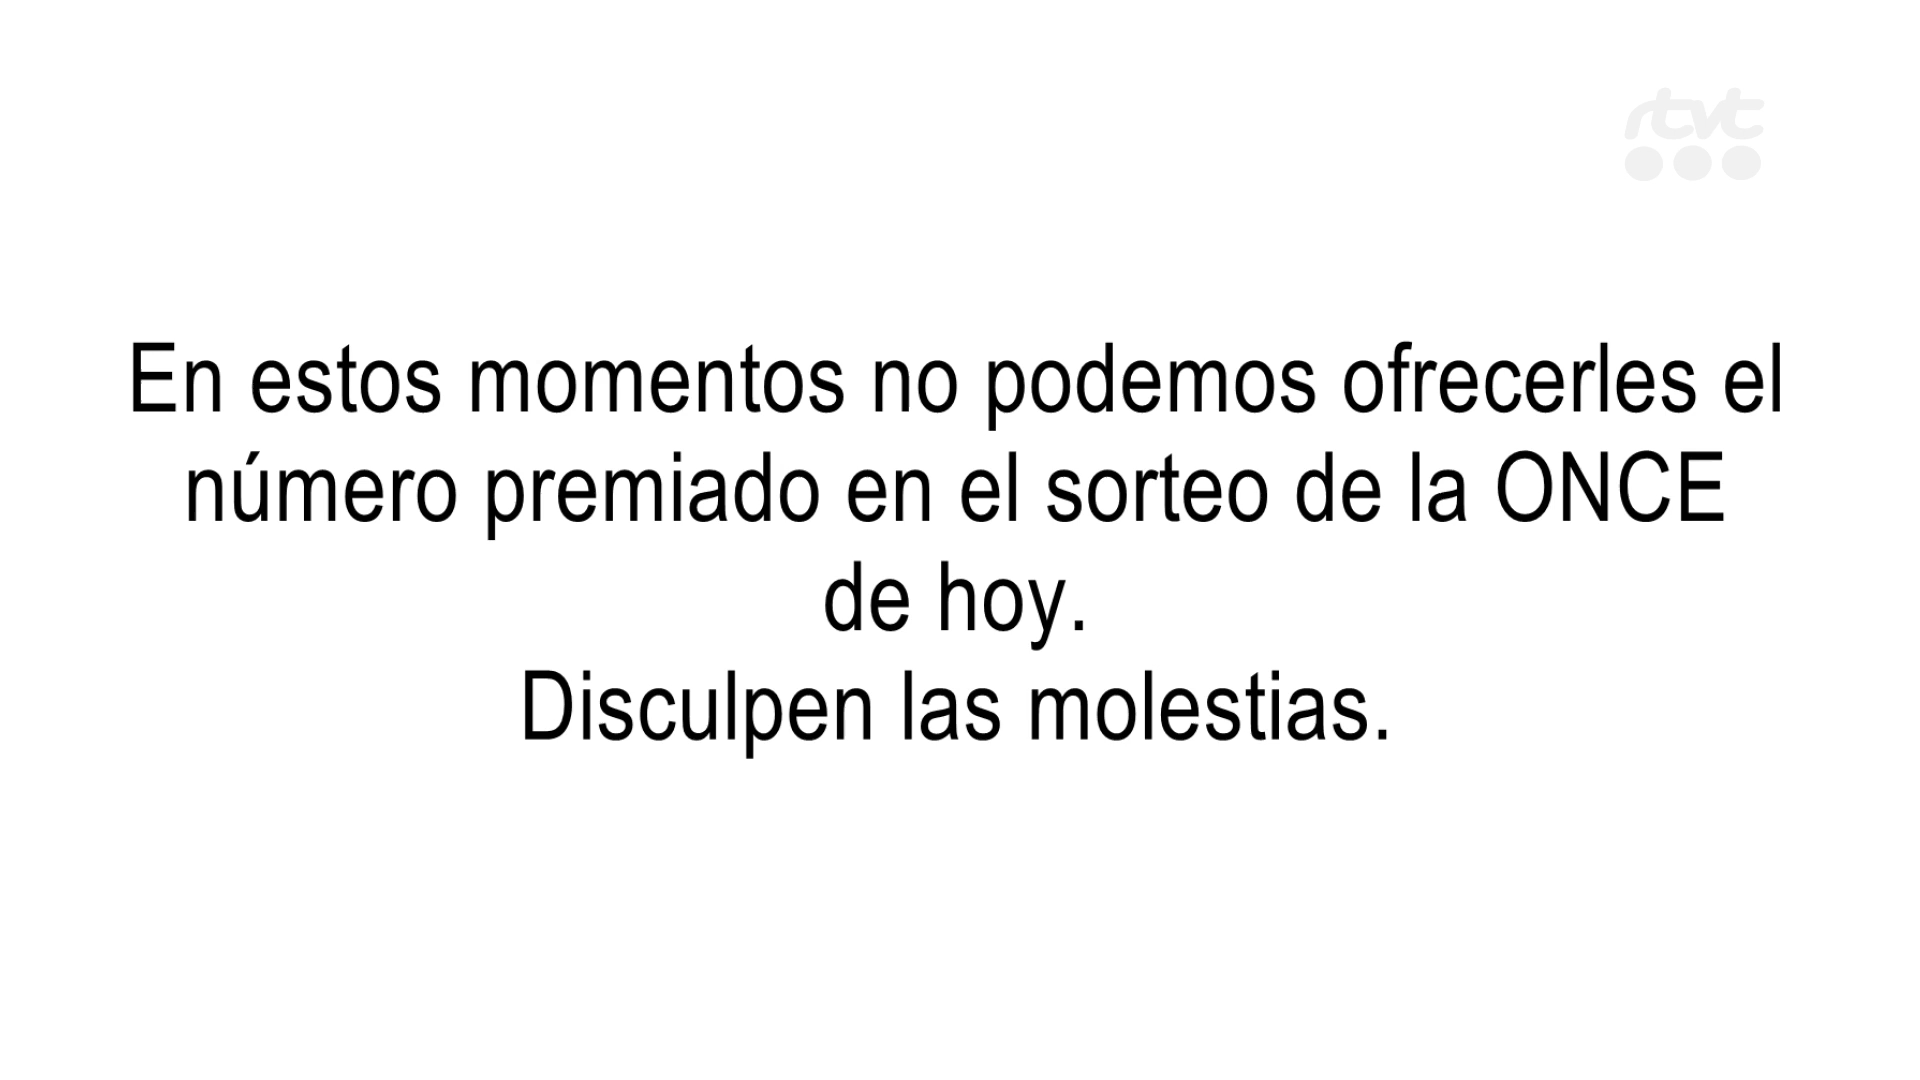 rtvt
En estos momentos no podemos ofrecerles el
número premiado en el sorteo de la ONCE
de hoy.
Disculpen las molestias.